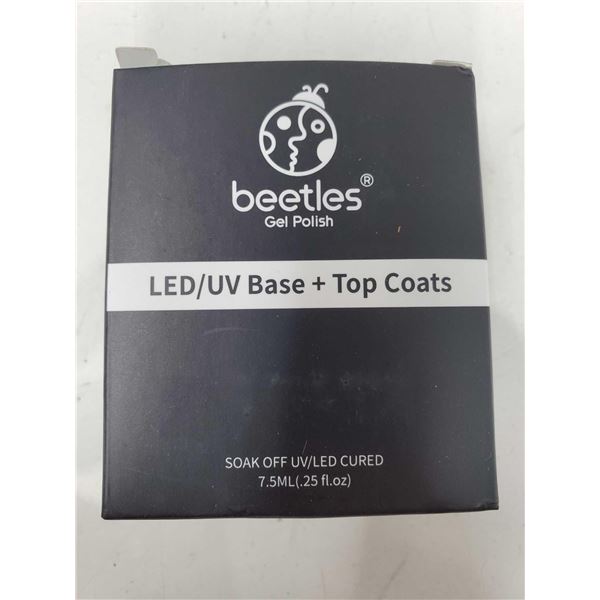 beetles®
Gel Polish
LED/UV Base + Top Coats
SOAK OFF UV/LED CURED
7.5ML(.25 fl.oz)